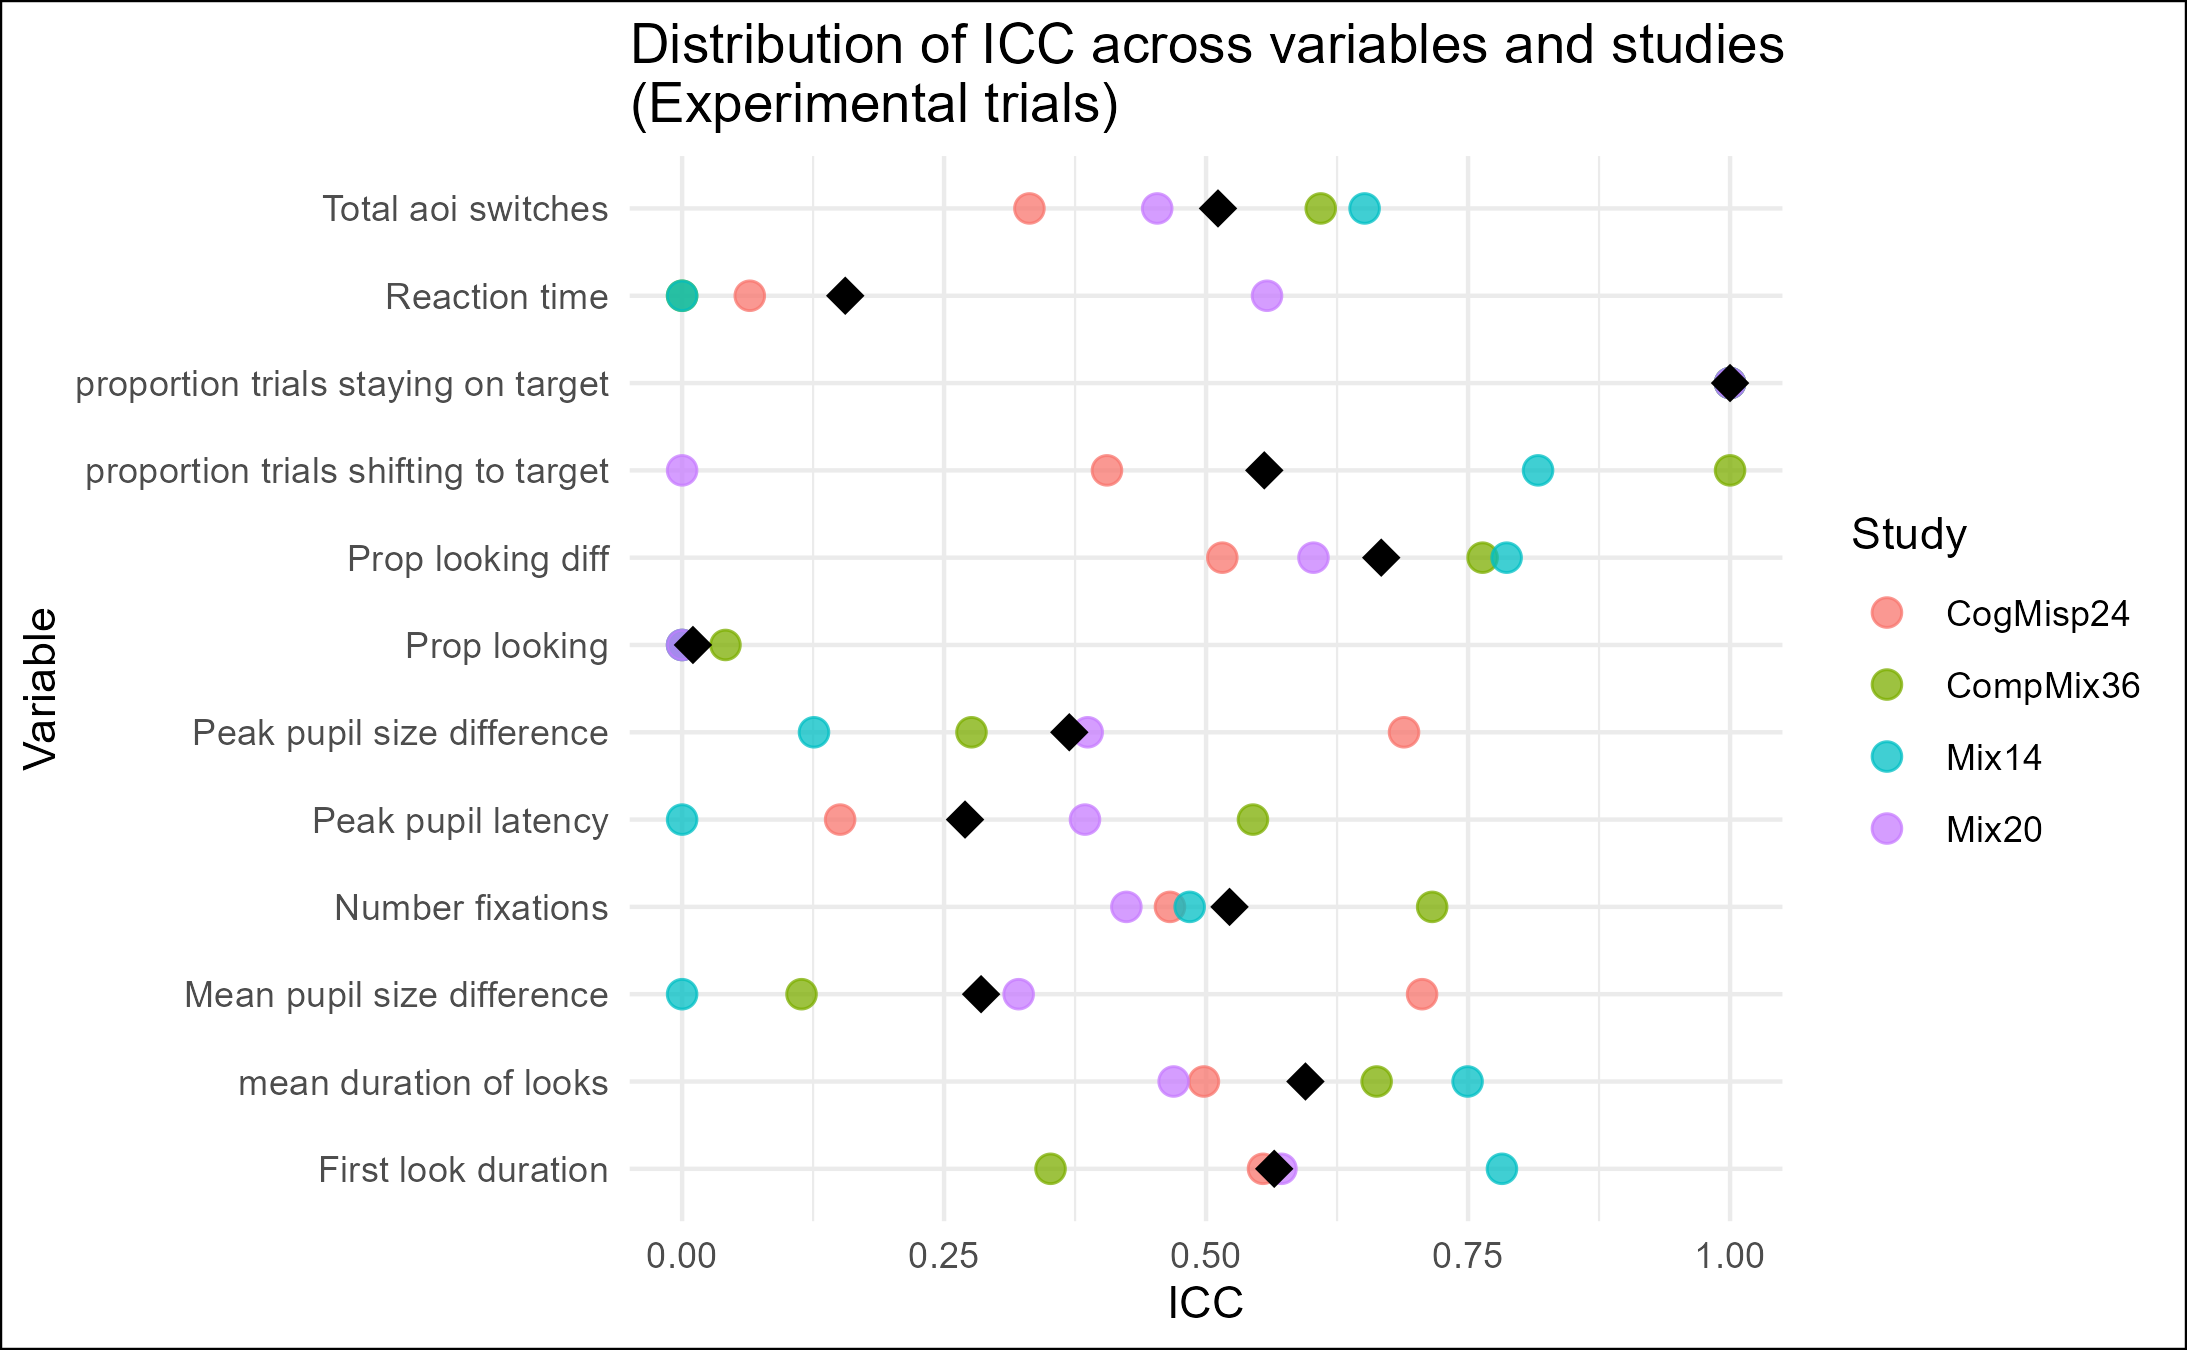 Distribution of ICC across variables and studies
(Experimental trials)
Variable
Total aoi switches
Reaction time
proportion trials staying on target
proportion trials shifting to target
Prop looking diff
Prop looking
Peak pupil size difference
Peak pupil latency
Number fixations
Mean pupil size difference
mean duration of looks
First look duration
0.00 0.25 0.50 0.75 1.00
ICC
Study
CogMisp24
CompMix36
Mix14
Mix20